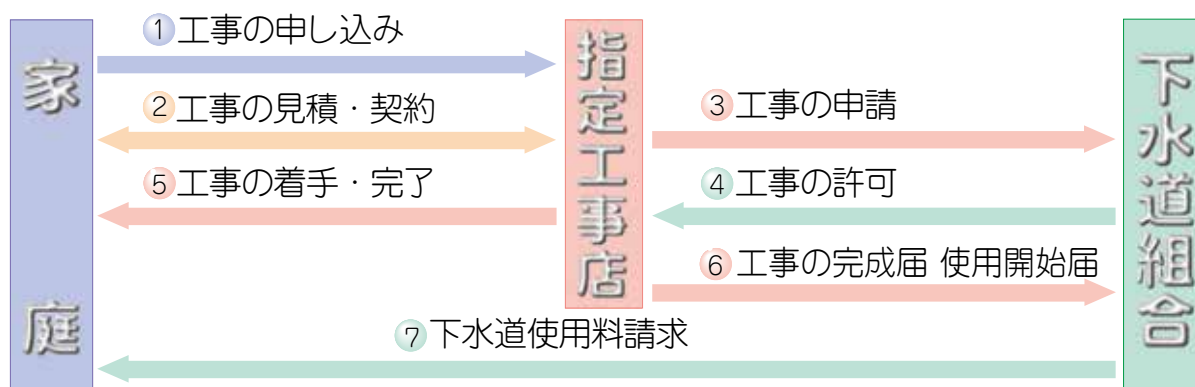 家庭
指定工事店
下水道組合
①工事の申し込み
②工事の見積・契約
③工事の申請
④工事の許可
⑤工事の着手・完了
⑥工事の完成届 使用開始届
⑦下水道使用料請求